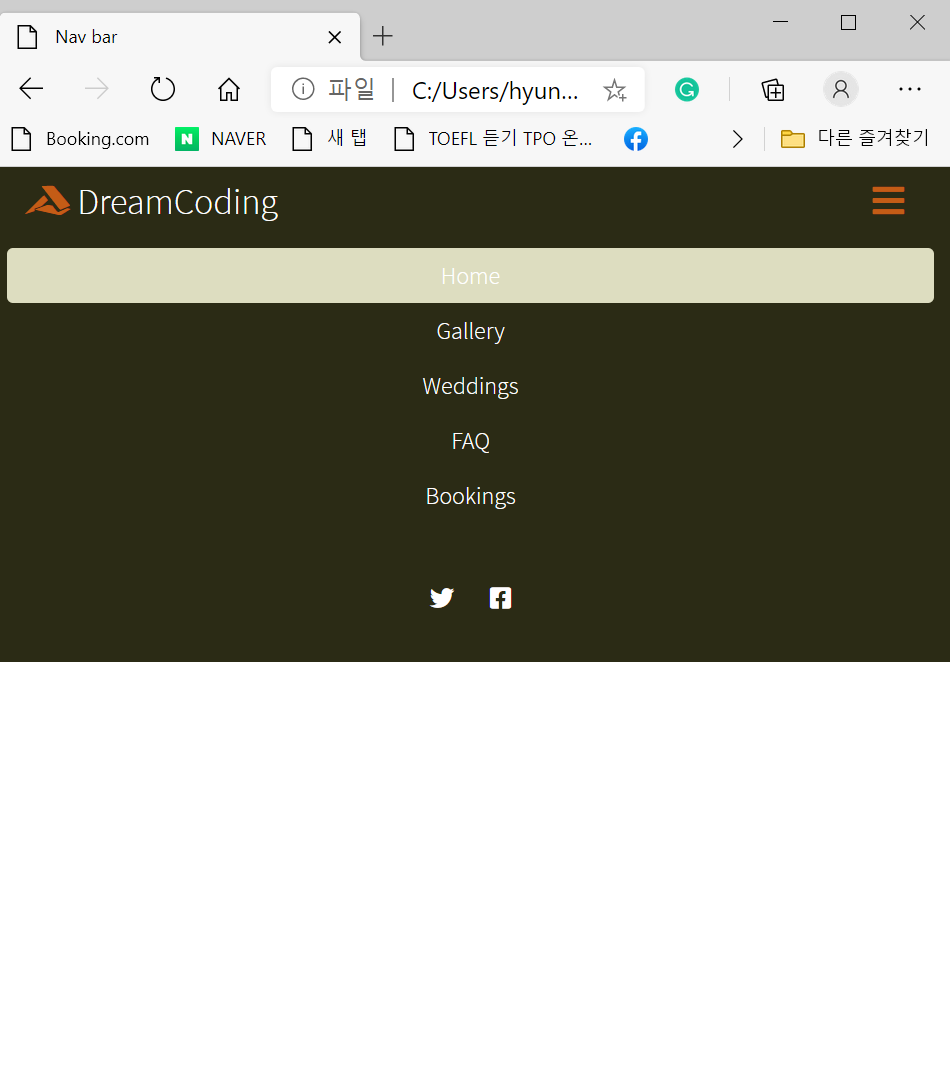 Nav bar
파일 C:/Users/hyun...
Booking.com NAVER 새 탭 TOEFL 듣기 TPO 온... 다른 즐겨찾기
DreamCoding
Home
Gallery
Weddings
FAQ
Bookings